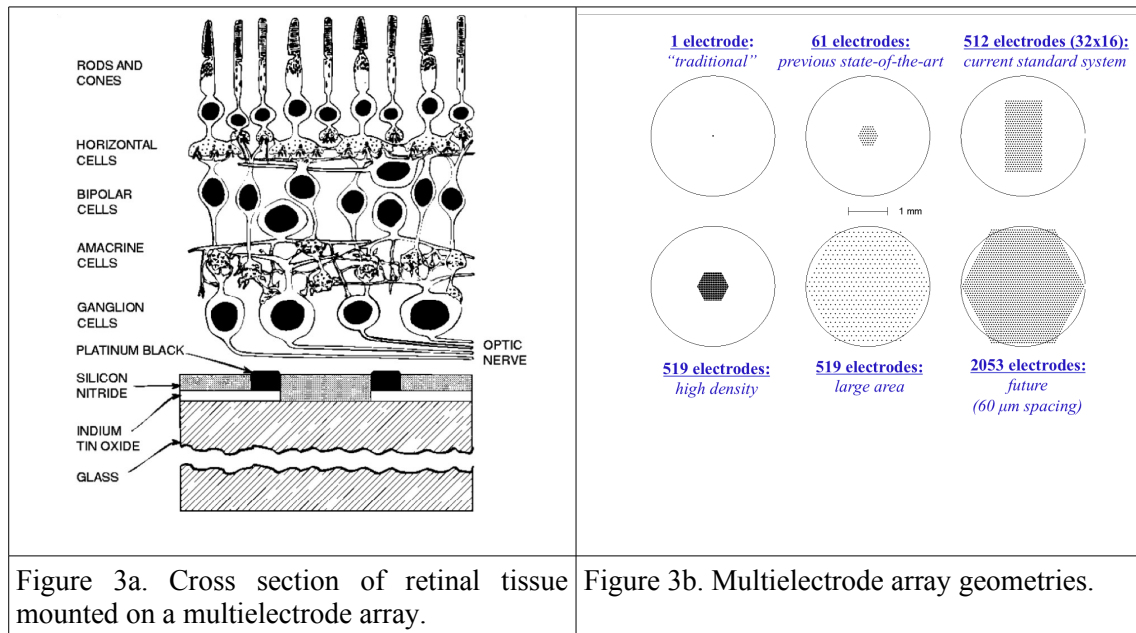 RODS AND
CONES
HORIZONTAL
CELLS
BIPOLAR
CELLS
AMACRINE
CELLS
GANGLION
CELLS
PLATINUM BLACK
OPTIC
NERVE
SILICON
NITRIDE
INDIUM
TIN OXIDE
GLASS
1 electrode:
“traditional”
61 electrodes:
previous state-of-the-art
512 electrodes (32x16):
current standard system
1 mm
519 electrodes:
high density
519 electrodes:
large area
2053 electrodes:
future
(60 μm spacing)
Figure 3a. Cross section of retinal tissue
mounted on a multielectrode array.
Figure 3b. Multielectrode array geometries.